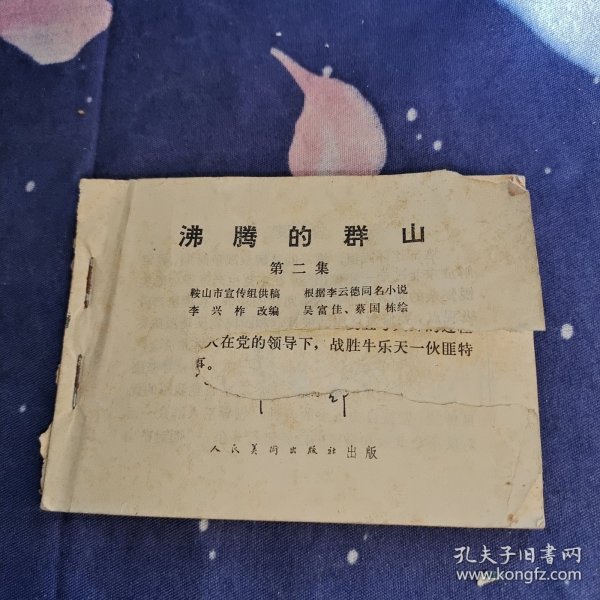 沸腾的群山
第二集
鞍山市宣传组供稿 根据李云德同名小说
李兴柞 改编 吴富佳、蔡国栋绘
人在党的领导下，战胜牛乐天一伙匪特
。
人民美術出版社出版
孔夫子旧书网
www.kongfz.com